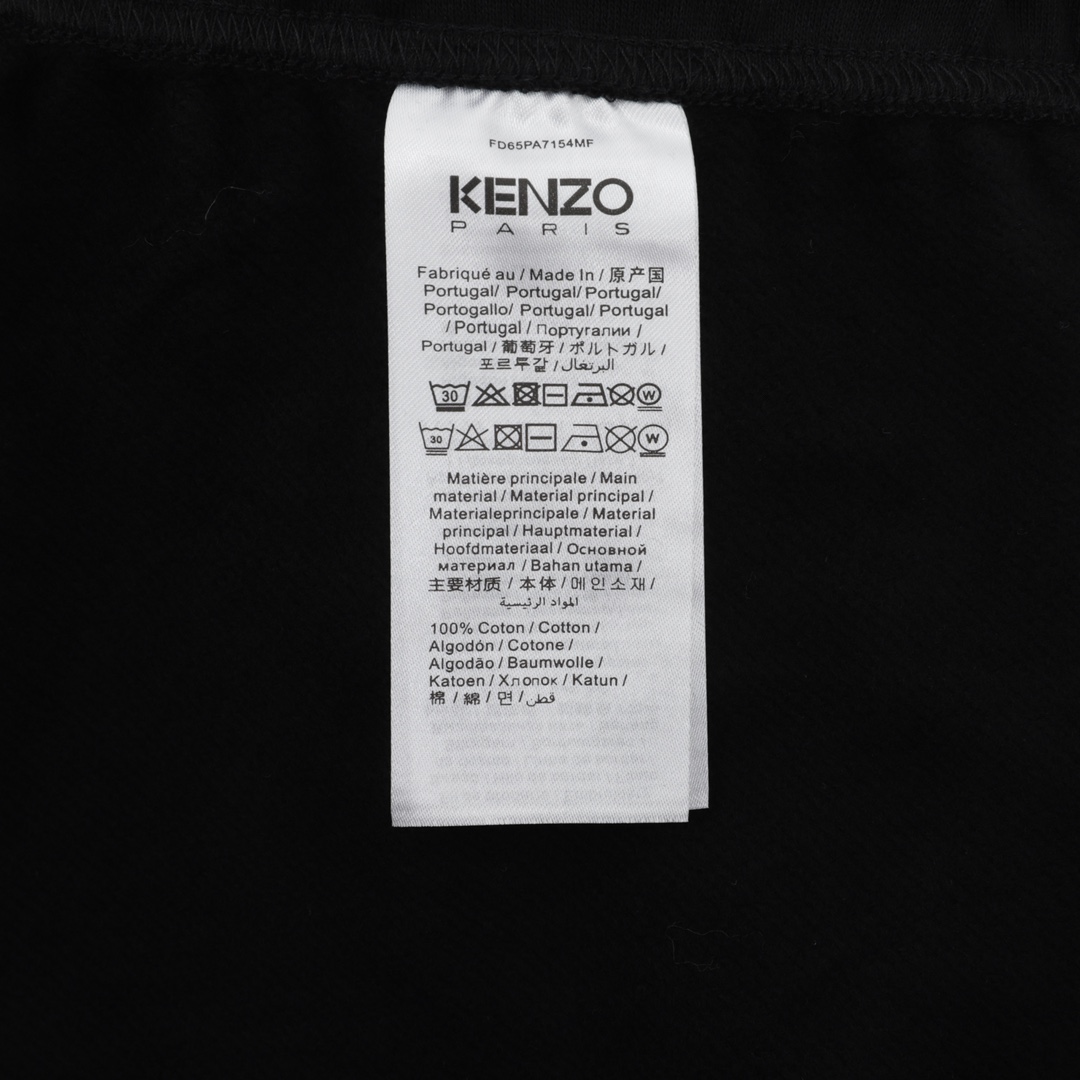 FD65PA7154MF
KENZO
PARIS
Fabriqué au / Made In / 原产国
Portugal/ Portugal/ Portugal/
Portogallo/ Portugal/ Portugal
/ Portugal / Португалии /
Portugal / 葡萄牙 / ポルトガル /
포르투갈 / البرتغال
30 W
30 W
Matière principale / Main
material / Material principal /
Materialeprincipale / Material
principal / Hauptmaterial /
Hoofdmateriaal / Основной
материал / Bahan utama /
主要材质 / 本体 / 메인소재 /
المواد الرئيسية
100% Coton / Cotton /
Algodón / Cotone /
Algodão / Baumwolle /
Katoen / Хлопок / Katun /
棉 / 綿 / 면 / قطن